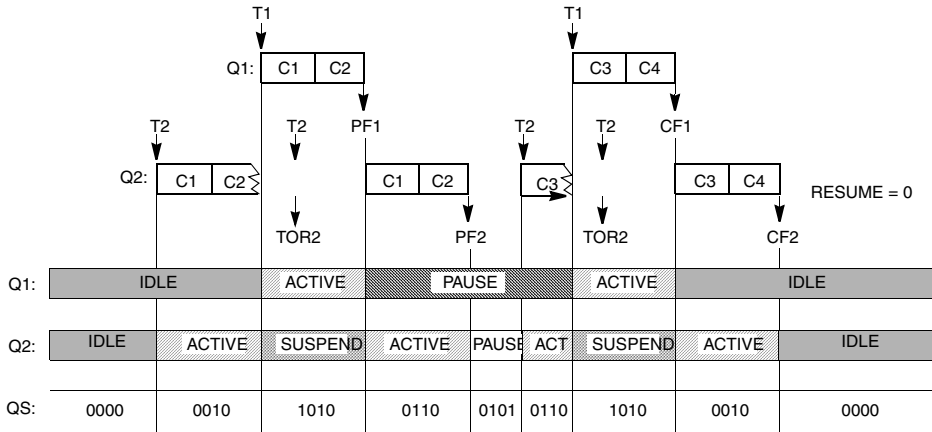 T1 T1
Q1: C1 C2 C3 C4
T2 T2 PF1 T2 T2 CF1
Q2: C1 C2 C1 C2 C3 C3 C4 RESUME = 0
TOR2 PF2 TOR2 CF2
Q1: IDLE ACTIVE PAUSE ACTIVE IDLE
Q2: IDLE ACTIVE SUSPEND ACTIVE PAUSE ACT SUSPEND ACTIVE IDLE
QS: 0000 0010 1010 0110 0101 0110 1010 0010 0000